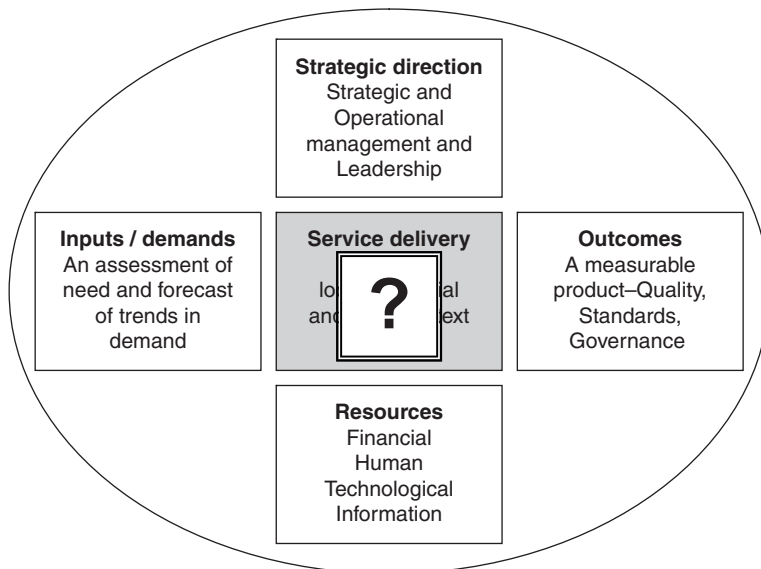 Strategic direction
Strategic and
Operational
management and
Leadership
Inputs / demands
An assessment of
need and forecast
of trends in
demand
Service delivery
?
Outcomes
A measurable
product–Quality,
Standards,
Governance
Resources
Financial
Human
Technological
Information